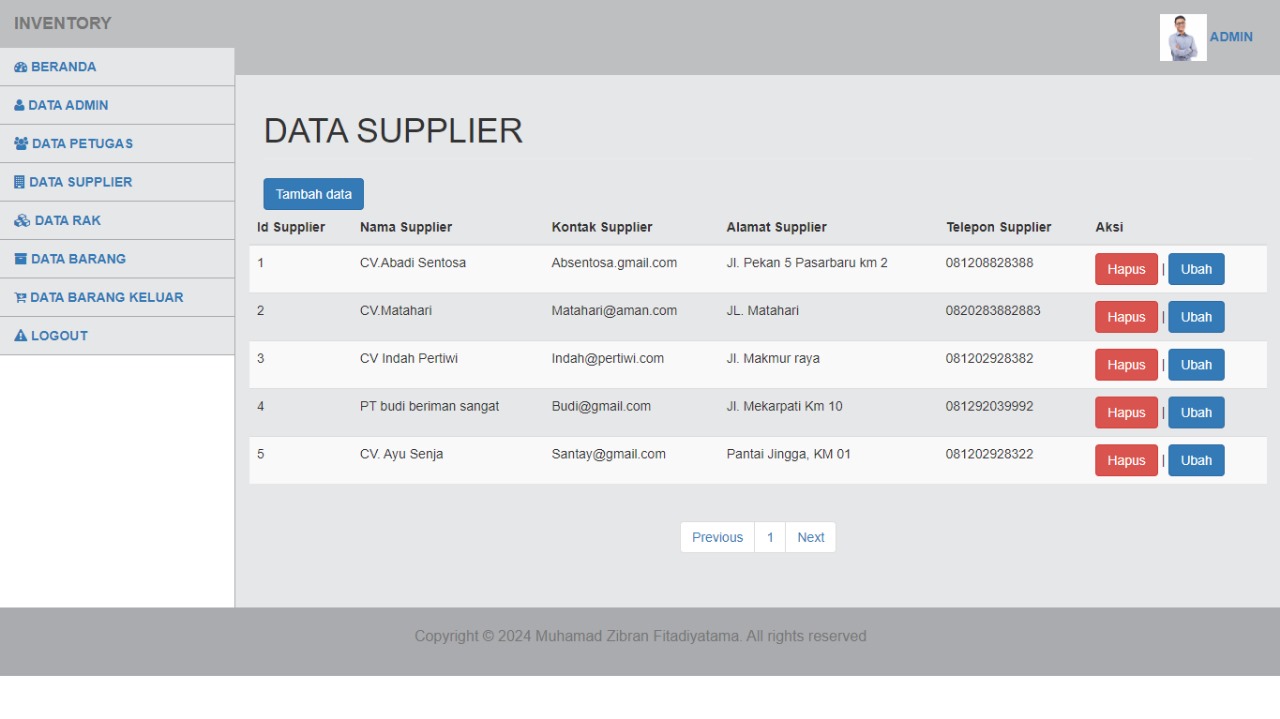 INVENTORY
ADMIN
BERANDA
DATA ADMIN
DATA PETUGAS
DATA SUPPLIER
DATA RAK
DATA BARANG
DATA BARANG KELUAR
LOGOUT
DATA SUPPLIER
Tambah data
Id Supplier Nama Supplier Kontak Supplier Alamat Supplier Telepon Supplier Aksi
1 CV.Abadi Sentosa Absentosa.gmail.com Jl. Pekan 5 Pasarbaru km 2 081208828388 Hapus | Ubah
2 CV.Matahari Matahari@aman.com JL. Matahari 0820283882883 Hapus | Ubah
3 CV Indah Pertiwi Indah@pertiwi.com Jl. Makmur raya 081202928382 Hapus | Ubah
4 PT budi beriman sangat Budi@gmail.com Jl. Mekarpati Km 10 081292039992 Hapus | Ubah
5 CV. Ayu Senja Santay@gmail.com Pantai Jingga, KM 01 081202928322 Hapus | Ubah
Previous 1 Next
Copyright © 2024 Muhamad Zibran Fitadiyatama. All rights reserved